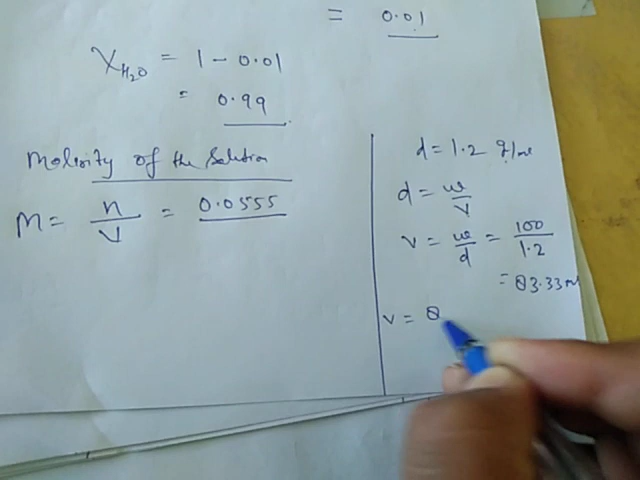 = 0.01
X H2O = 1 - 0.01
= 0.99
Molarity of the Solution
M = n/V = 0.0555
d = 1.2 g/ml
d = w/v
v = w/d = 100/1.2
= 83.33 ml
v = 8